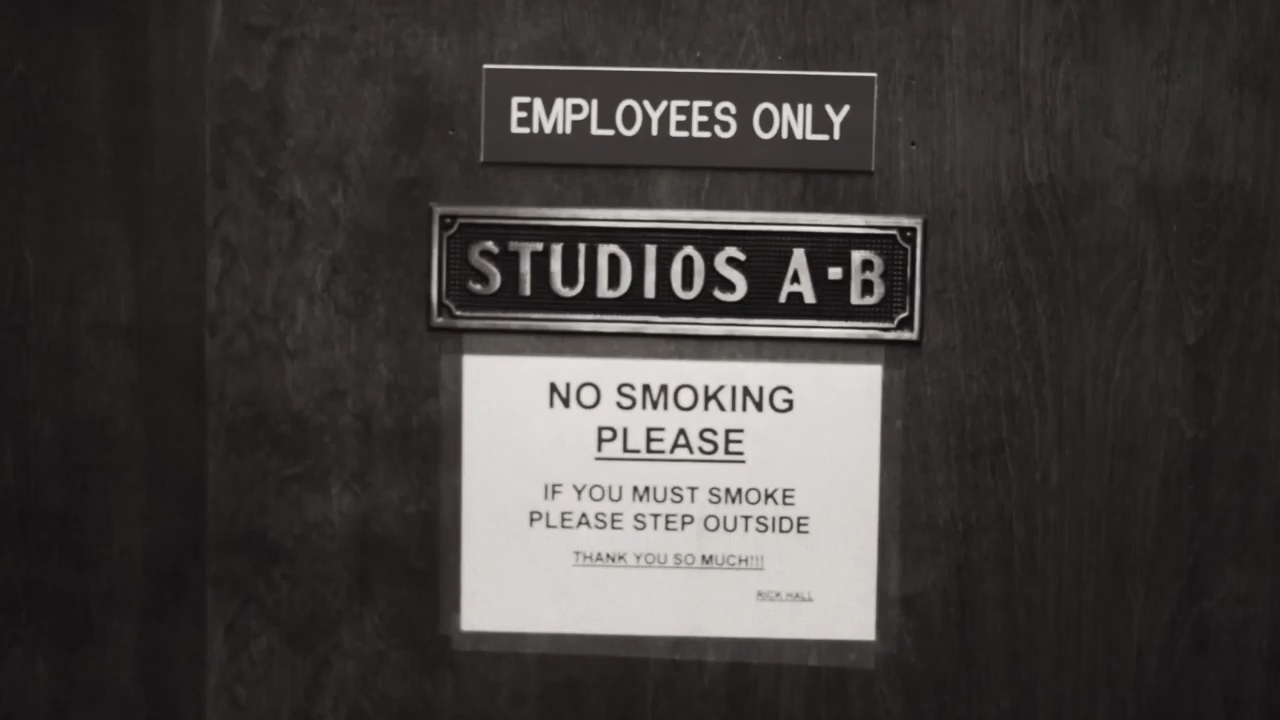 EMPLOYEES ONLY
STUDIOS A-B
NO SMOKING
PLEASE
IF YOU MUST SMOKE
PLEASE STEP OUTSIDE
THANK YOU SO MUCH!!!
RICK HALL